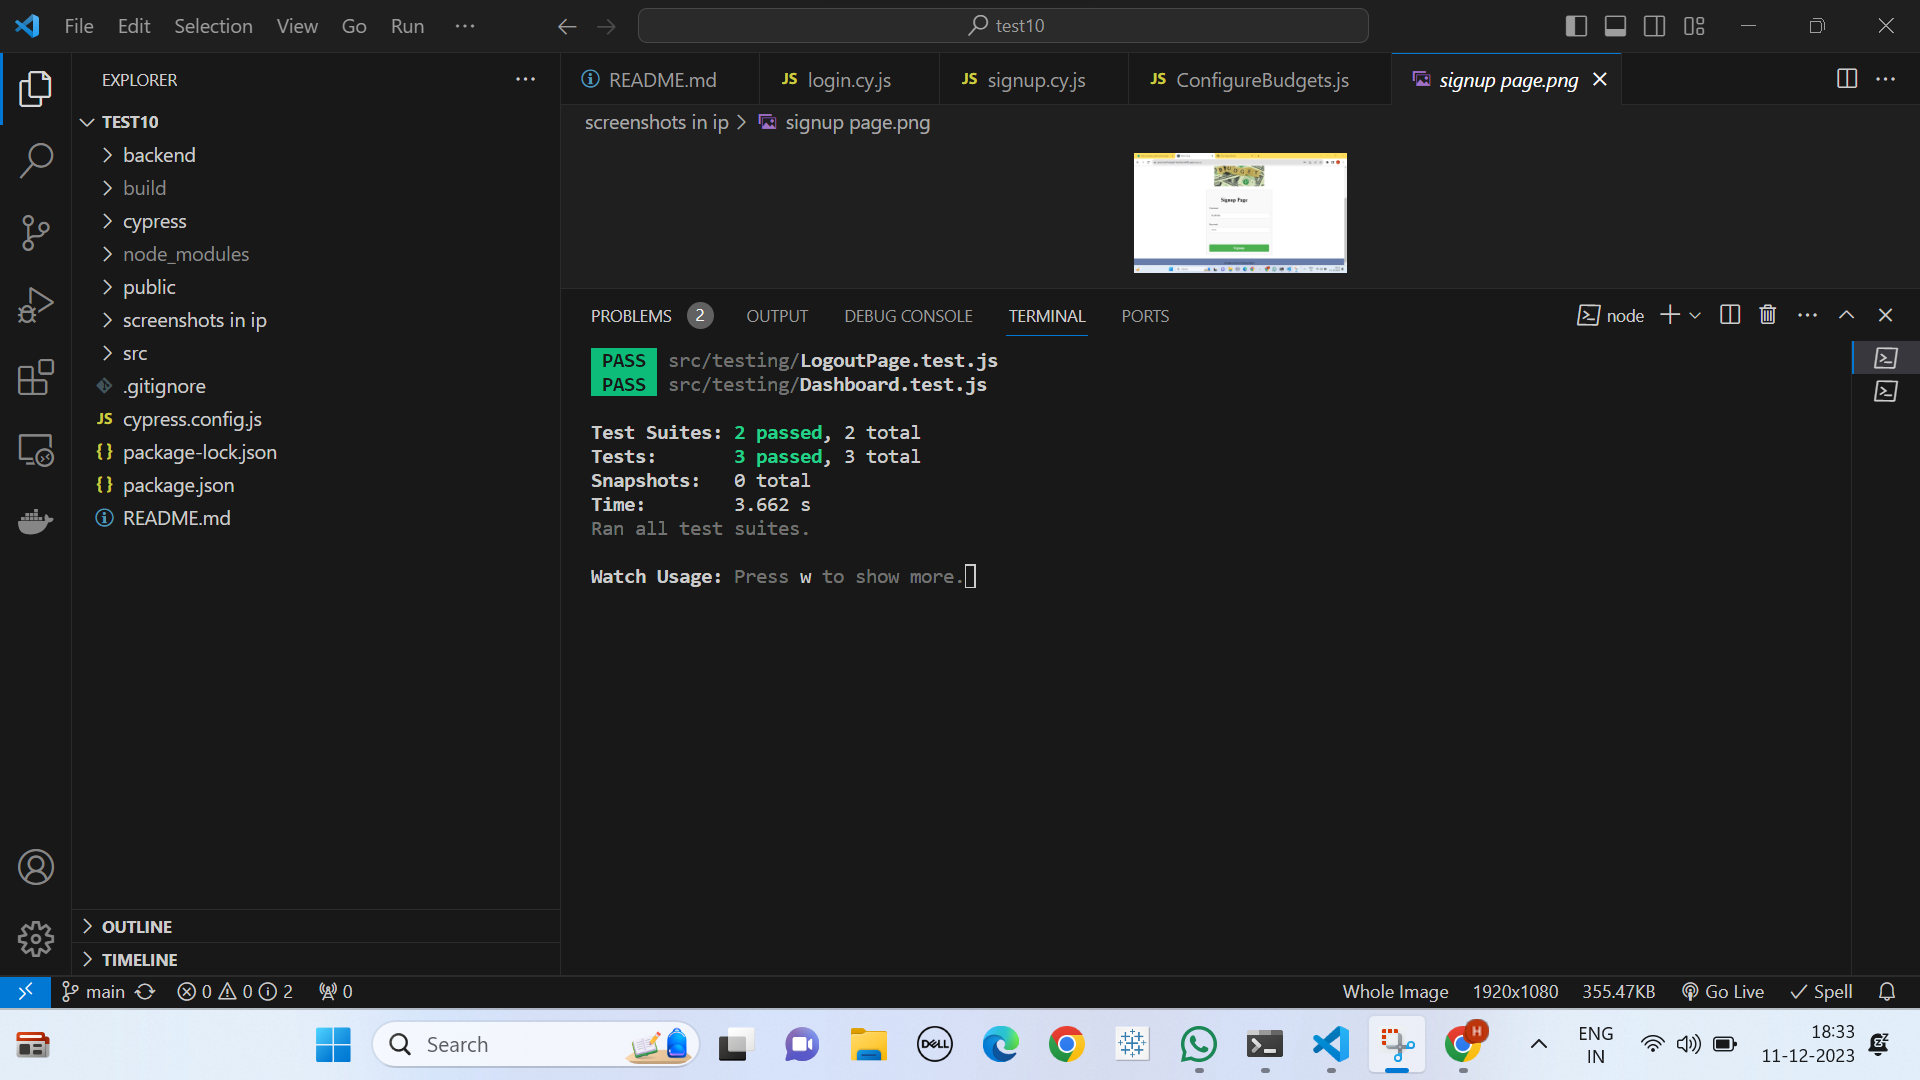 File Edit Selection View Go Run ···
test10
EXPLORER
TEST10
backend
build
cypress
node_modules
public
screenshots in ip
src
.gitignore
JS cypress.config.js
{} package-lock.json
{} package.json
README.md
OUTLINE
TIMELINE
README.md JS login.cy.js JS signup.cy.js JS ConfigureBudgets.js signup page.png
screenshots in ip > signup page.png
BUDGET
Signup Page
PROBLEMS 2 OUTPUT DEBUG CONSOLE TERMINAL PORTS
node
PASS src/testing/LogoutPage.test.js
PASS src/testing/Dashboard.test.js
Test Suites: 2 passed, 2 total
Tests: 3 passed, 3 total
Snapshots: 0 total
Time: 3.662 s
Ran all test suites.
Watch Usage: Press w to show more.
main 0 0 2 0
Whole Image 1920x1080 355.47KB Go Live Spell
Search
DELL
H
ENG
IN
18:33
11-12-2023